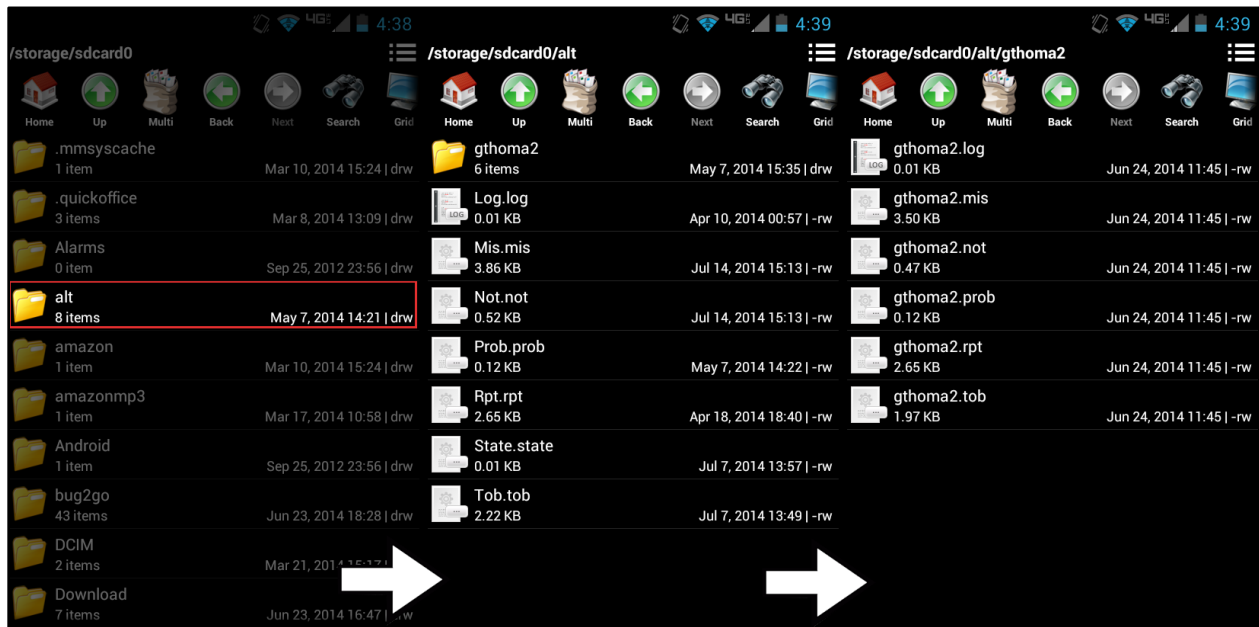 4G 4:38
/storage/sdcard0
Home Up Multi Back Next Search Grid
.mmsyscache
1 item Mar 10, 2014 15:24 | drw
.quickoffice
3 items Mar 8, 2014 13:09 | drw
Alarms
0 item Sep 25, 2012 23:56 | drw
alt
8 items May 7, 2014 14:21 | drw
amazon
1 item Mar 10, 2014 15:24 | drw
amazonmp3
1 item Mar 17, 2014 10:58 | drw
Android
1 item Sep 25, 2012 23:56 | drw
bug2go
43 items Jun 23, 2014 18:28 | drw
DCIM
2 items Mar 21, 2014
Download
7 items Jun 23, 2014 16:47 |
4G 4:39
/storage/sdcard0/alt
Home Up Multi Back Next Search Grid
gthoma2
6 items May 7, 2014 15:35 | drw
Log.log
LOG 0.01 KB Apr 10, 2014 00:57 | -rw
Mis.mis
3.86 KB Jul 14, 2014 15:13 | -rw
Not.not
0.52 KB Jul 14, 2014 15:13 | -rw
Prob.prob
0.12 KB May 7, 2014 14:22 | -rw
Rpt.rpt
2.65 KB Apr 18, 2014 18:40 | -rw
State.state
0.01 KB Jul 7, 2014 13:57 | -rw
Tob.tob
2.22 KB Jul 7, 2014 13:49 | -rw
4G 4:39
/storage/sdcard0/alt/gthoma2
Home Up Multi Back Next Search Grid
gthoma2.log
LOG 0.01 KB Jun 24, 2014 11:45 | -rw
gthoma2.mis
3.50 KB Jun 24, 2014 11:45 | -rw
gthoma2.not
0.47 KB Jun 24, 2014 11:45 | -rw
gthoma2.prob
0.12 KB Jun 24, 2014 11:45 | -rw
gthoma2.rpt
2.65 KB Jun 24, 2014 11:45 | -rw
gthoma2.tob
1.97 KB Jun 24, 2014 11:45 | -rw